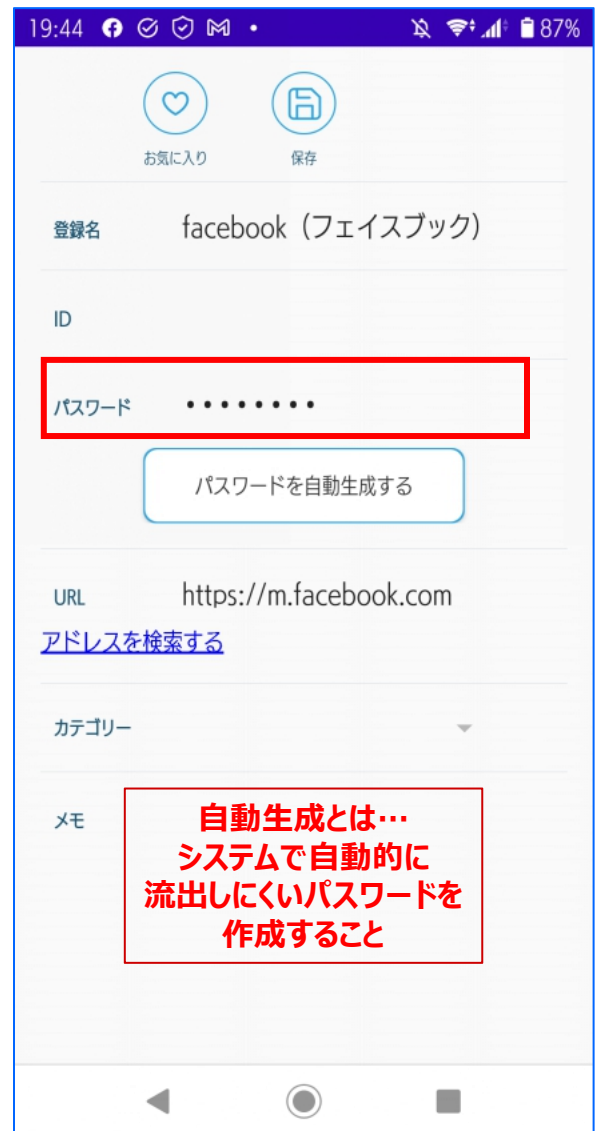 19:44 87%
お気に入り 保存
登録名 facebook（フェイスブック）
ID
パスワード ••••••••
パスワードを自動生成する
URL https://m.facebook.com
アドレスを検索する
カテゴリー
メモ
自動生成とは…
システムで自動的に
流出しにくいパスワードを
作成すること